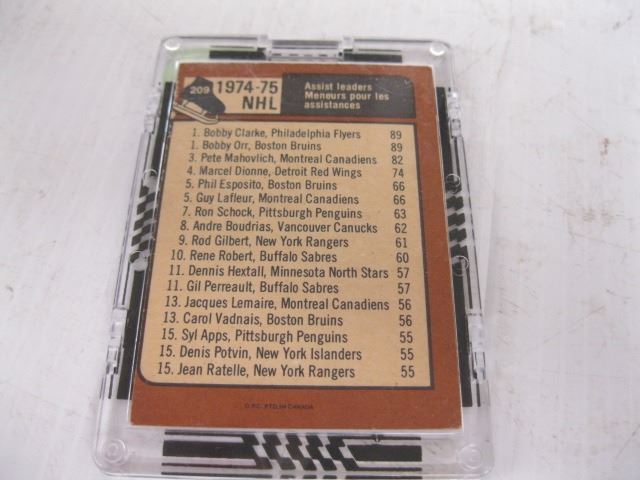 209
1974-75
NHL
Assist leaders
Meneurs pour les
assistances
1. Bobby Clarke, Philadelphia Flyers 89
1. Bobby Orr, Boston Bruins 89
3. Pete Mahovlich, Montreal Canadiens 82
4. Marcel Dionne, Detroit Red Wings 74
5. Phil Esposito, Boston Bruins 66
5. Guy Lafleur, Montreal Canadiens 66
7. Ron Schock, Pittsburgh Penguins 63
8. Andre Boudrias, Vancouver Canucks 62
9. Rod Gilbert, New York Rangers 61
10. Rene Robert, Buffalo Sabres 60
11. Dennis Hextall, Minnesota North Stars 57
11. Gil Perreault, Buffalo Sabres 57
13. Jacques Lemaire, Montreal Canadiens 56
13. Carol Vadnais, Boston Bruins 56
15. Syl Apps, Pittsburgh Penguins 55
15. Denis Potvin, New York Islanders 55
15. Jean Ratelle, New York Rangers 55
O.P.C. PTD. IN CANADA